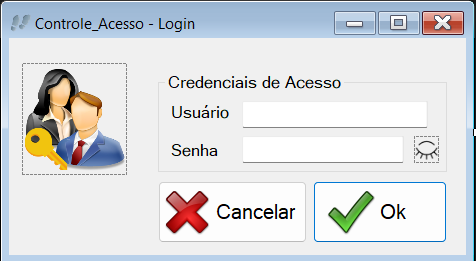 Controle_Acesso - Login
Credenciais de Acesso
Usuário
Senha
Cancelar
Ok